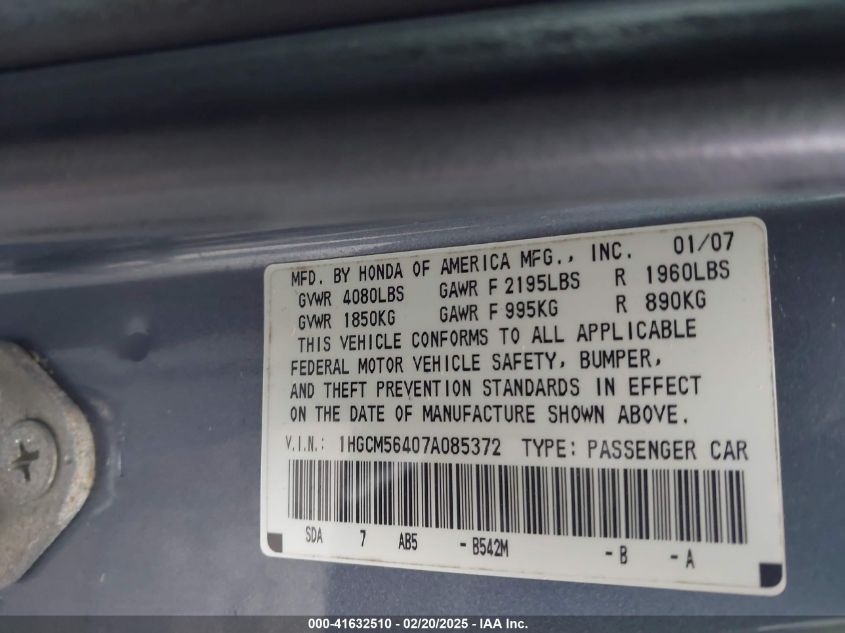 MFD. BY HONDA OF AMERICA MFG., INC. 01/07
GVWR 4080LBS GAWR F 2195LBS R 1960LBS
GVWR 1850KG GAWR F 995KG R 890KG
THIS VEHICLE CONFORMS TO ALL APPLICABLE
FEDERAL MOTOR VEHICLE SAFETY, BUMPER,
AND THEFT PREVENTION STANDARDS IN EFFECT
ON THE DATE OF MANUFACTURE SHOWN ABOVE.
V.I.N.: 1HGCM56407A085372 TYPE: PASSENGER CAR
SDA 7 AB5 - B542M - B - A
000-41632510 - 02/20/2025 - IAA Inc.